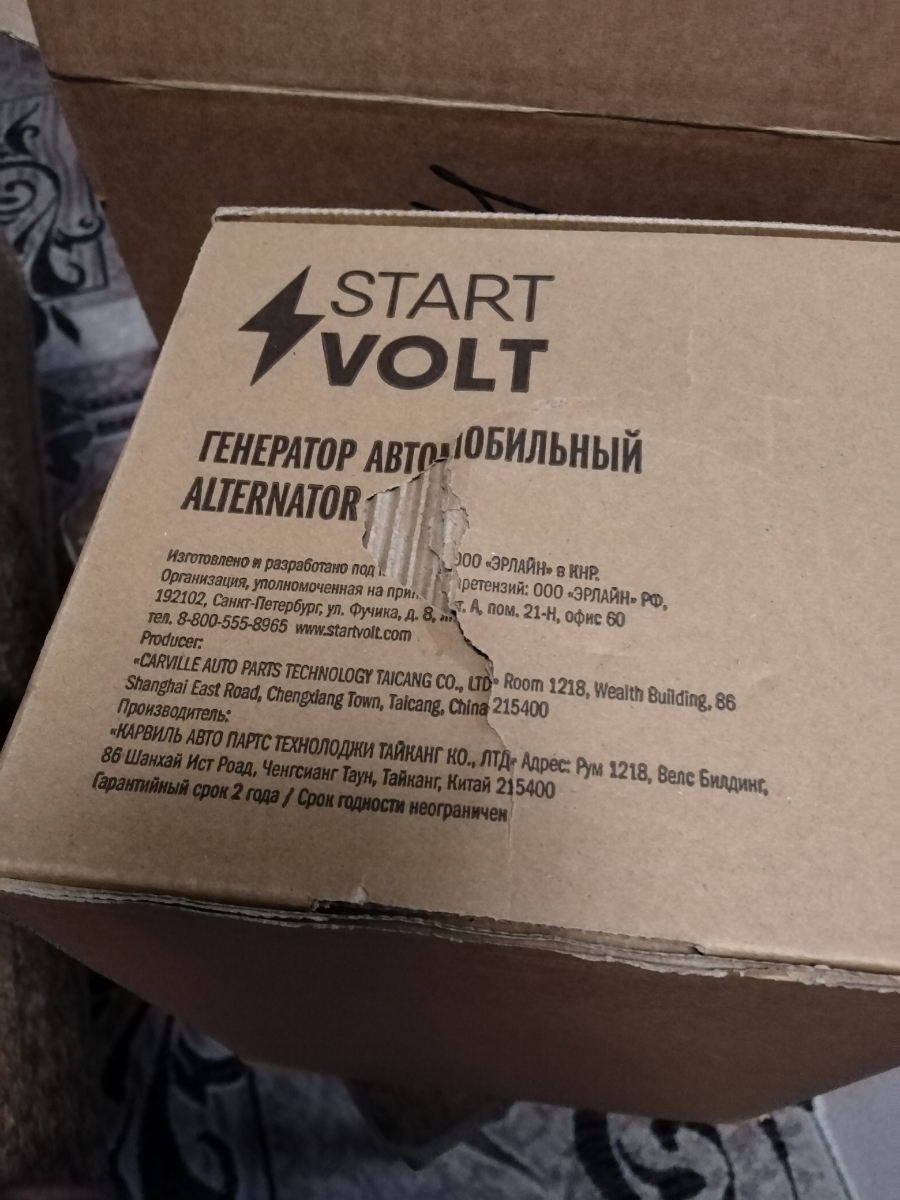 START
VOLT
ГЕНЕРАТОР АВТОМОБИЛЬНЫЙ
ALTERNATOR
Изготовлено и разработано под ООО «ЭРЛАЙН» в КНР.
Организация, уполномоченная на претензий: ООО «ЭРЛАЙН» РФ,
192102, Санкт-Петербург, ул. Фучика, д. 8, А, пом. 21-Н, офис 60
тел. 8-800-555-8965 www.startvolt.com
Producer:
«CARVILLE AUTO PARTS TECHNOLOGY TAICANG CO., LTD» Room 1218, Wealth Building, 86
Shanghai East Road, Chengxiang Town, Taicang, China 215400
Производитель:
«КАРВИЛЬ АВТО ПАРТС ТЕХНОЛОДЖИ ТАЙКАНГ КО., ЛТД» Адрес: Рум 1218, Велс Билдинг,
86 Шанхай Ист Роад, Ченгсианг Таун, Тайканг, Китай 215400
Гарантийный срок 2 года / Срок годности неограничен